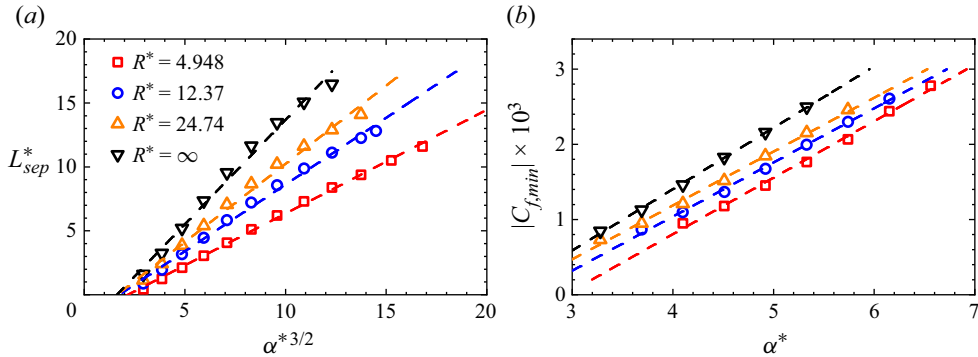 (a)
20
15
10
5
0
L*sep
R* = 4.948
R* = 12.37
R* = 24.74
R* = ∞
5
10
15
20
α*3/2
(b)
4
3
2
1
0
|Cf,min| × 10³
3
4
5
6
7
α*